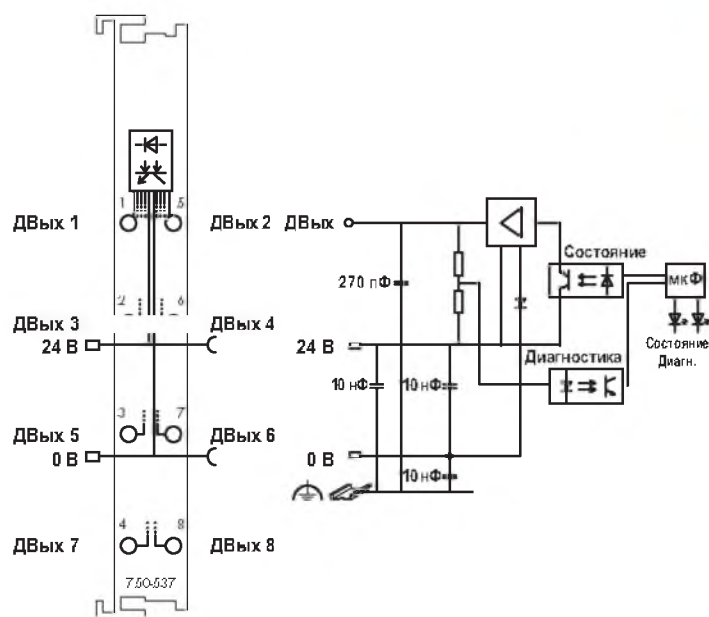 1 5
ДВых 1 ДВых 2
2 6
ДВых 3 ДВых 4
24 В
3 7
ДВых 5 ДВых 6
0 В
4 8
ДВых 7 ДВых 8
750-537
ДВых
Состояние
270 пФ
мкФ
24 В
Состояние
Диагн.
Диагностика
10 нФ 10 нФ
0 В
10 нФ